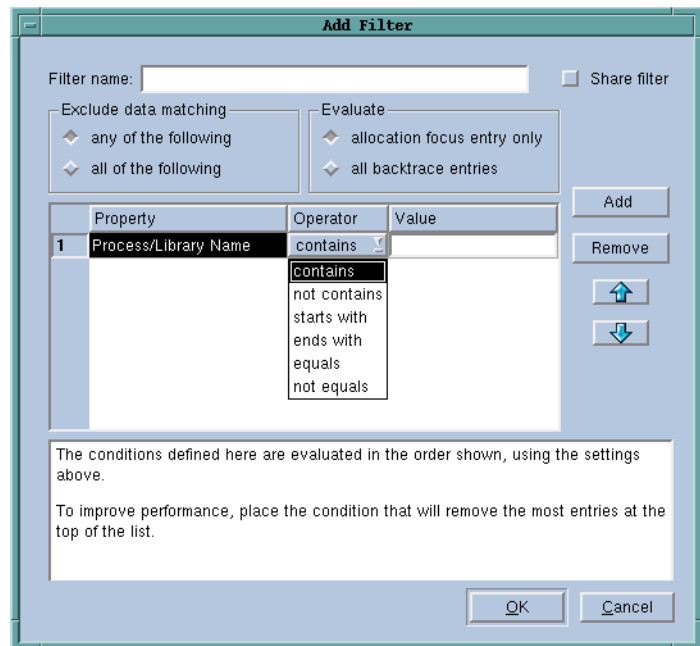 Add Filter
Filter name:
Share filter
Exclude data matching
Evaluate
any of the following
allocation focus entry only
all of the following
all backtrace entries
Add
Property Operator Value
1 Process/Library Name contains
Remove
contains
not contains
starts with
ends with
equals
not equals
The conditions defined here are evaluated in the order shown, using the settings
above.
To improve performance, place the condition that will remove the most entries at the
top of the list.
OK
Cancel